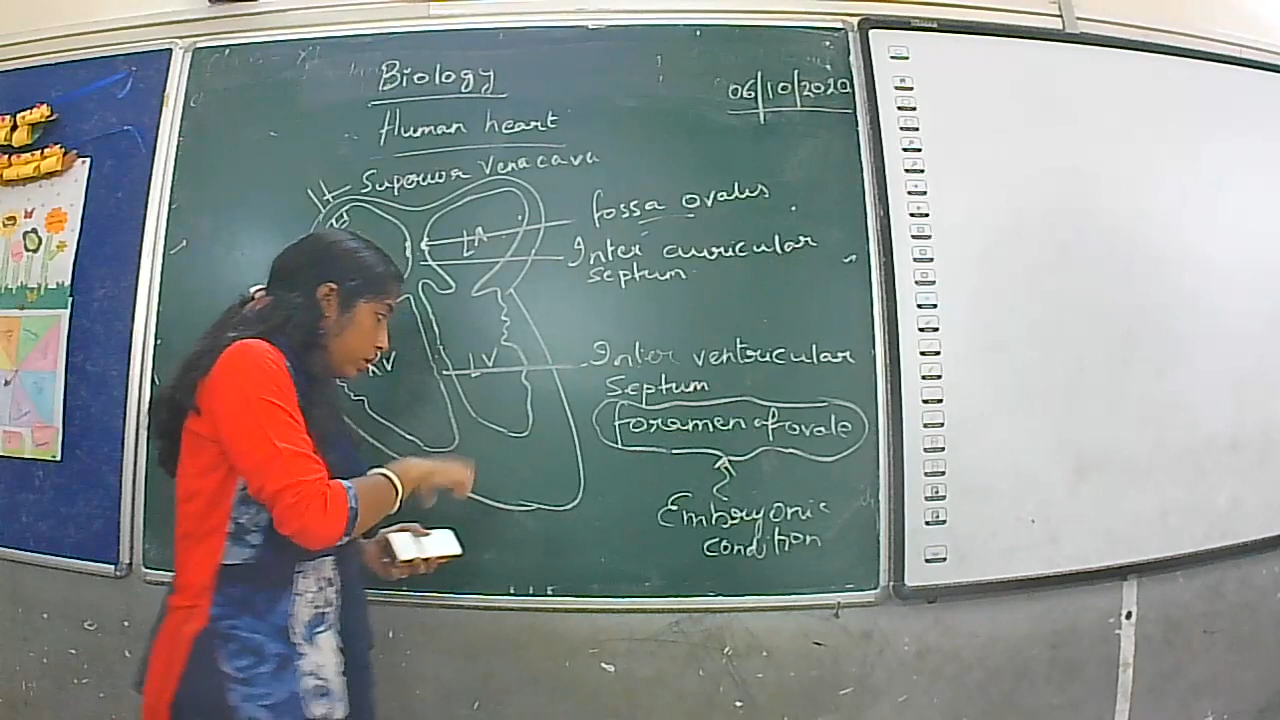 Biology
06/10/2020
Human heart
Superior Venacava
fossa ovalis
LA
Inter auricular
septum
RV
LV
Inter ventricular
Septum
foramen of ovale
Embryonic
condition